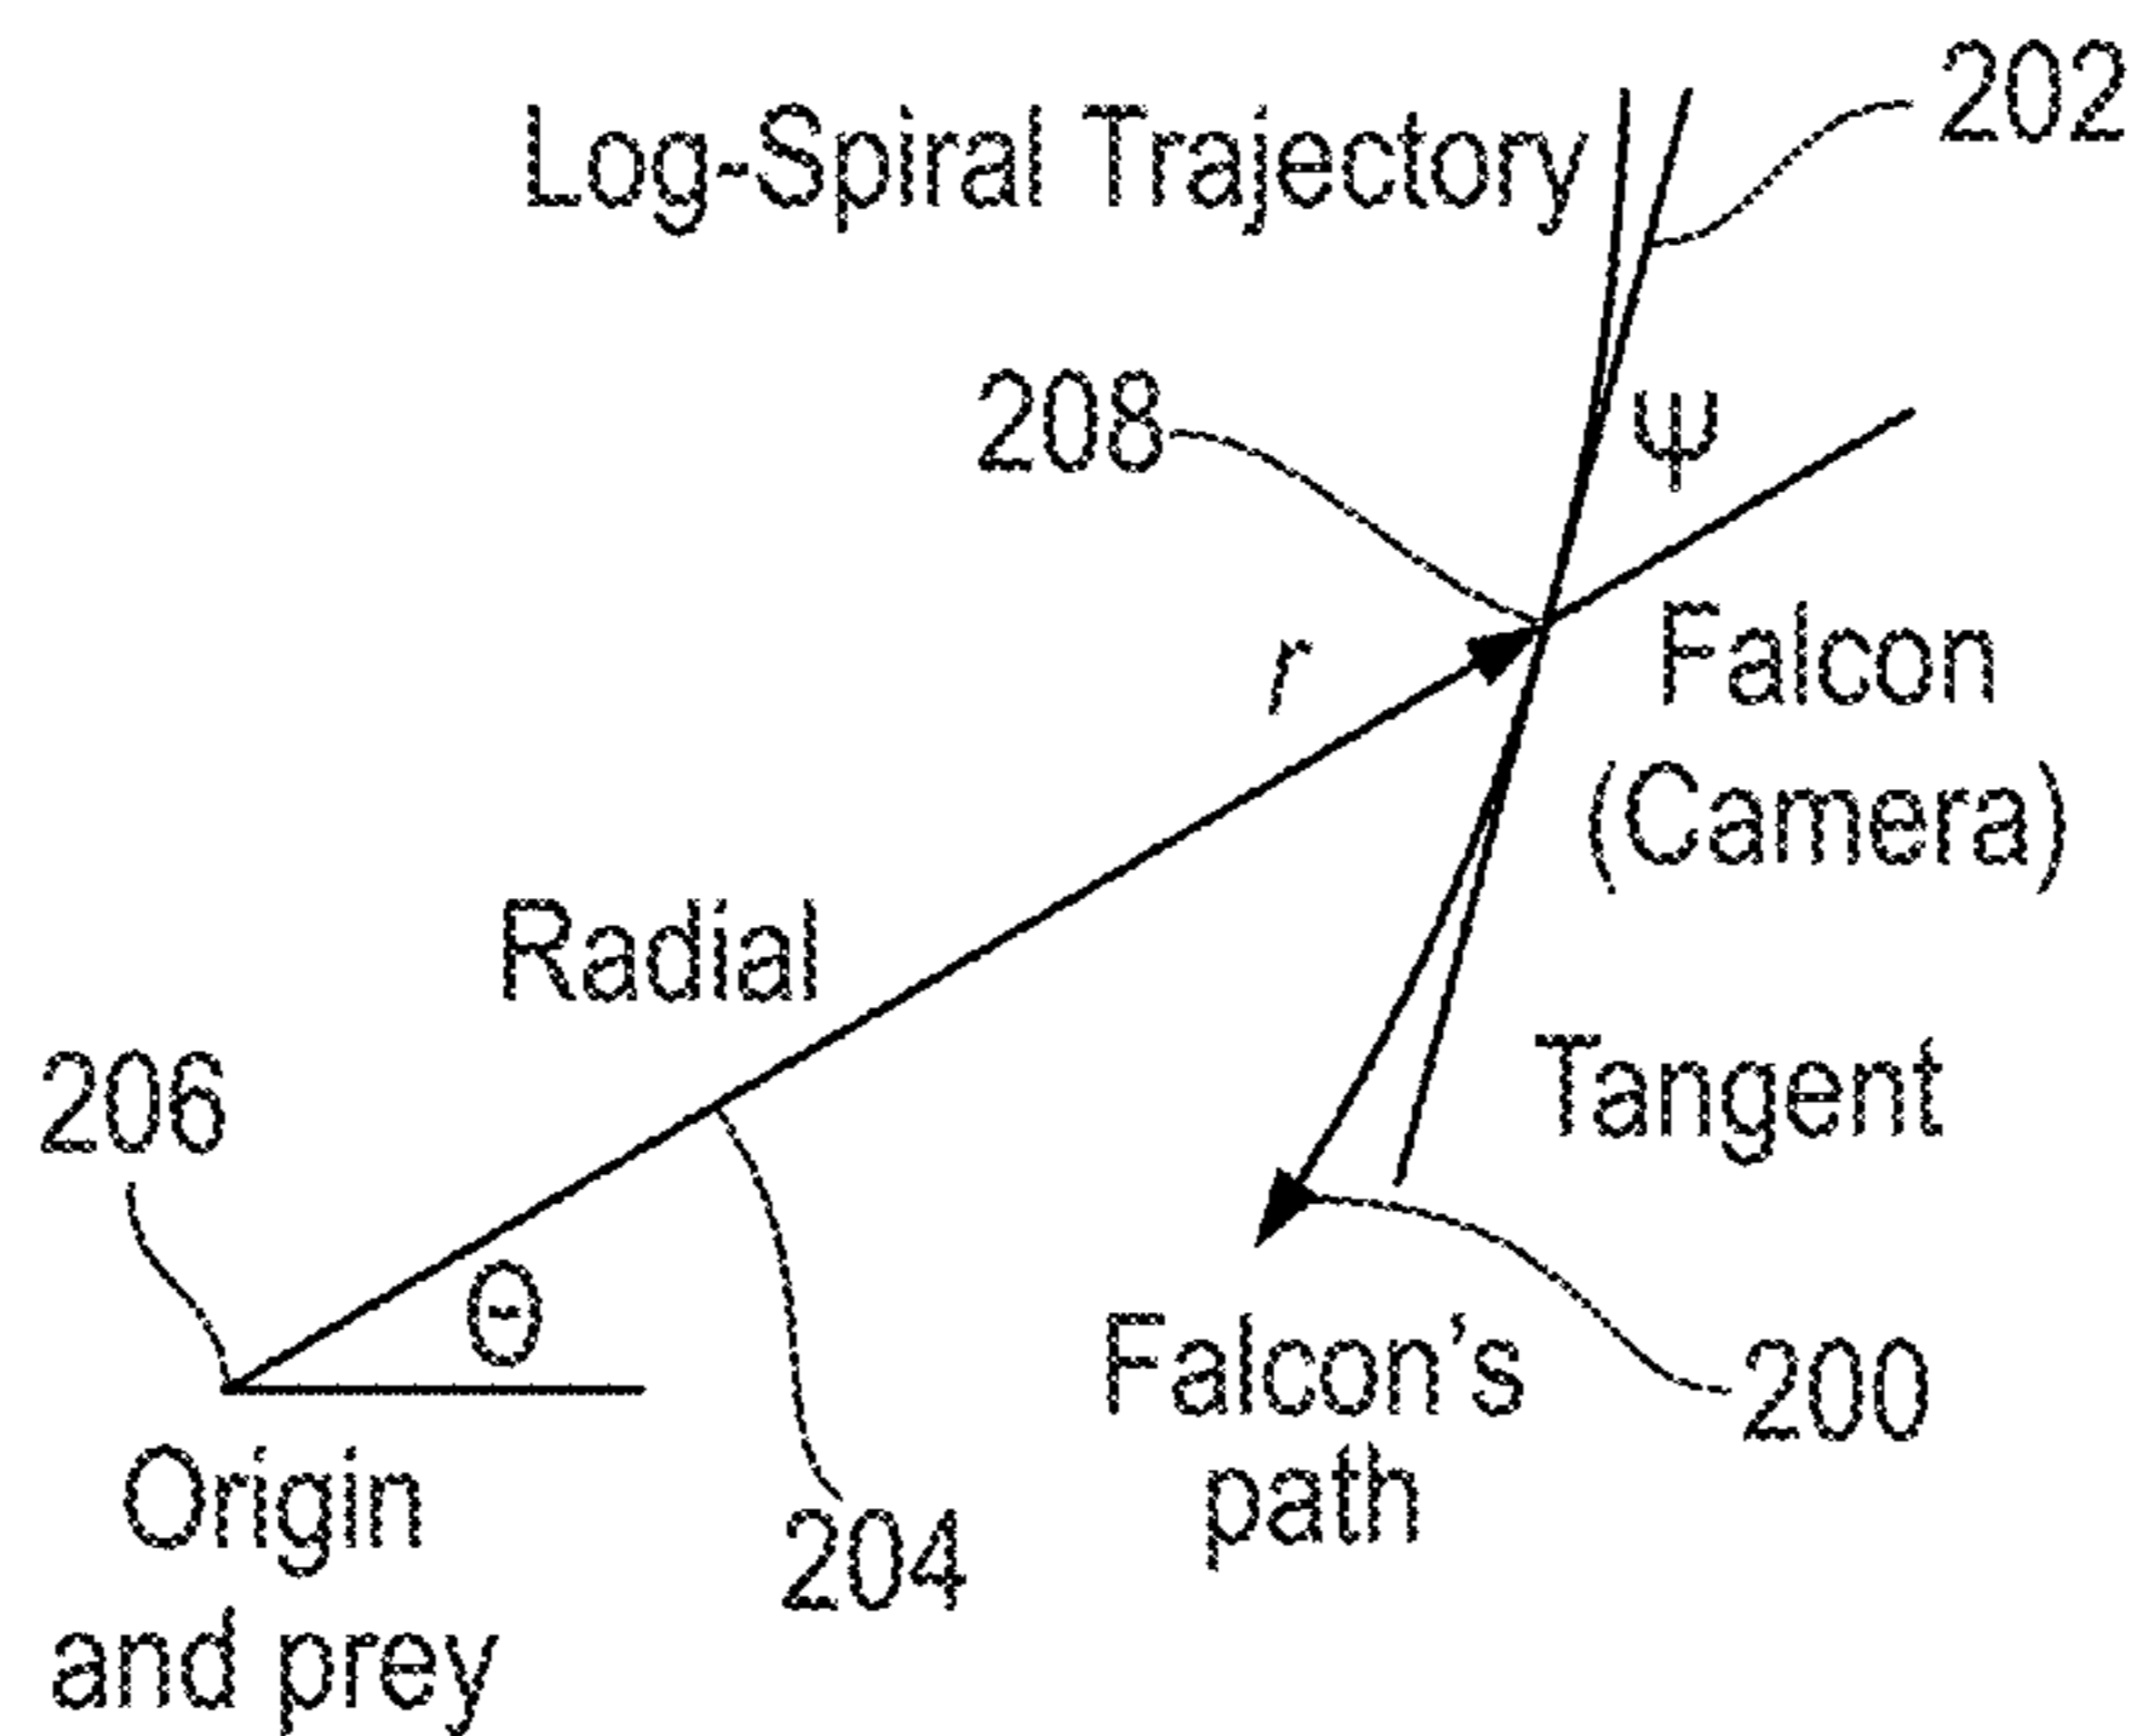 202
Log-Spiral Trajectory
208
ψ
r
Falcon
(Camera)
Radial
206
Tangent
Θ
Falcon's
path
200
Origin
and prey
204